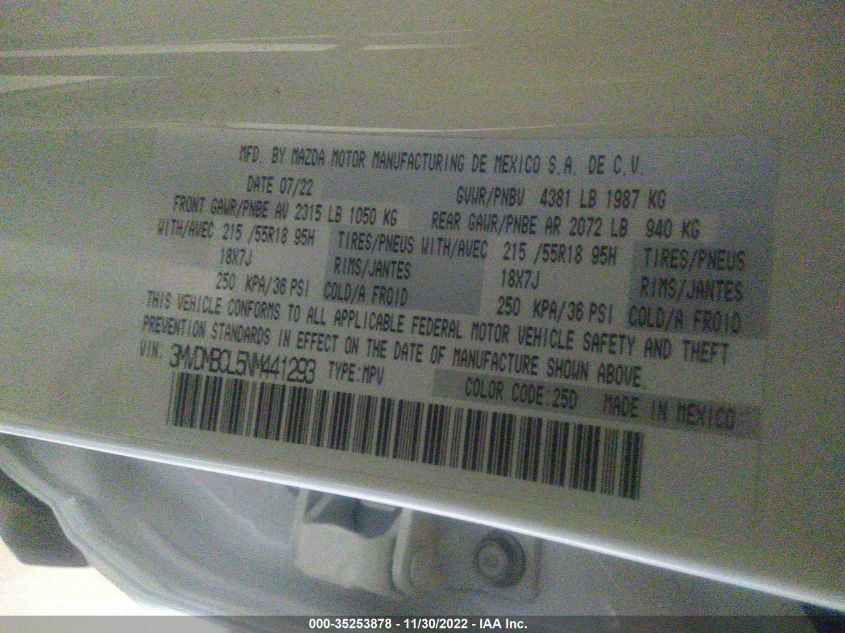 MFD. BY MAZDA MOTOR MANUFACTURING DE MEXICO S.A. DE C.V.
DATE 07/22 GVWR/PNBV 4381 LB 1987 KG
FRONT GAWR/PNBE AV 2315 LB 1050 KG REAR GAWR/PNBE AR 2072 LB 940 KG
WITH/AVEC 215 /55R18 95H TIRES/PNEUS WITH/AVEC 215 /55R18 95H TIRES/PNEUS
18X7J RIMS/JANTES 18X7J RIMS/JANTES
250 KPA/36 PSI COLD/A FROID 250 KPA/36 PSI COLD/A FROID
THIS VEHICLE CONFORMS TO ALL APPLICABLE FEDERAL MOTOR VEHICLE SAFETY AND THEFT
PREVENTION STANDARDS IN EFFECT ON THE DATE OF MANUFACTURE SHOWN ABOVE.
VIN. 3MVDMBCL5NM441293 TYPE:MPV
COLOR CODE:25D MADE IN MEXICO
000-35253878 - 11/30/2022 - IAA Inc.